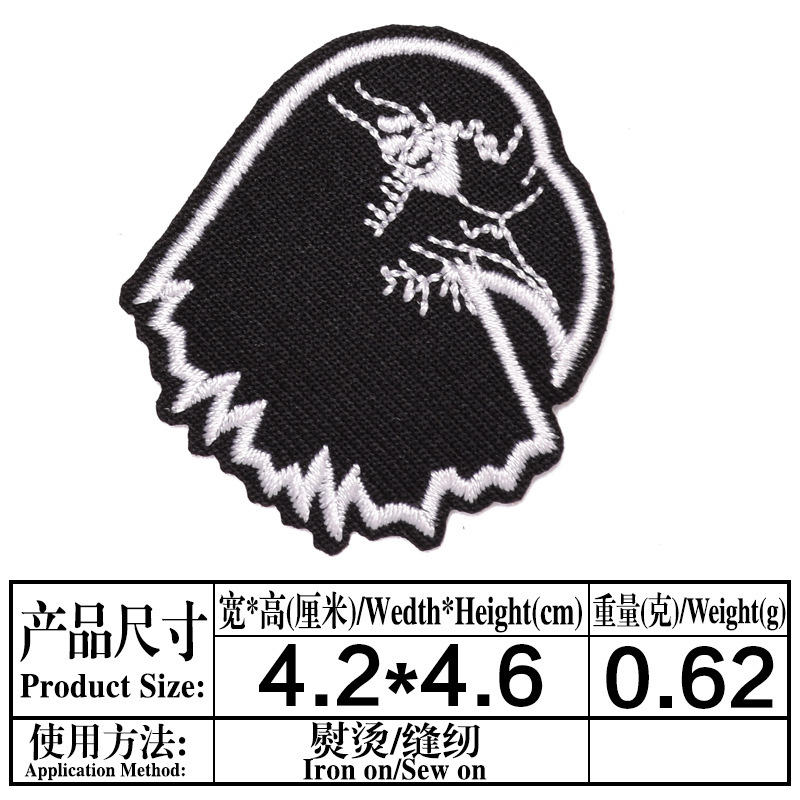 产品尺寸
Product Size:
宽*高(厘米)/Wedth*Height(cm)
重量(克)/Weight(g)
4.2*4.6
0.62
使用方法:
Application Method:
熨烫/缝纫
Iron on/Sew on